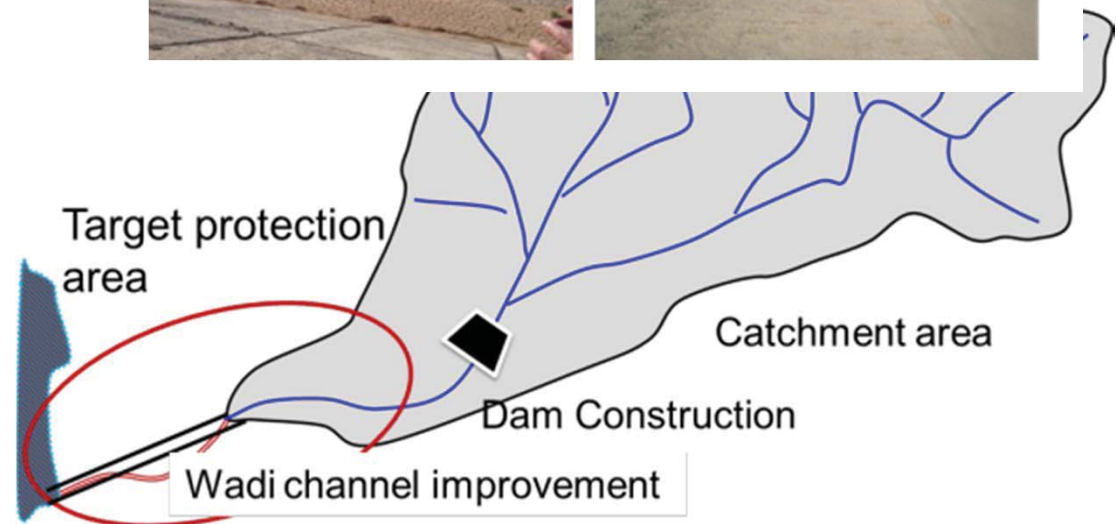 Target protection
area
Catchment area
Dam Construction
Wadi channel improvement